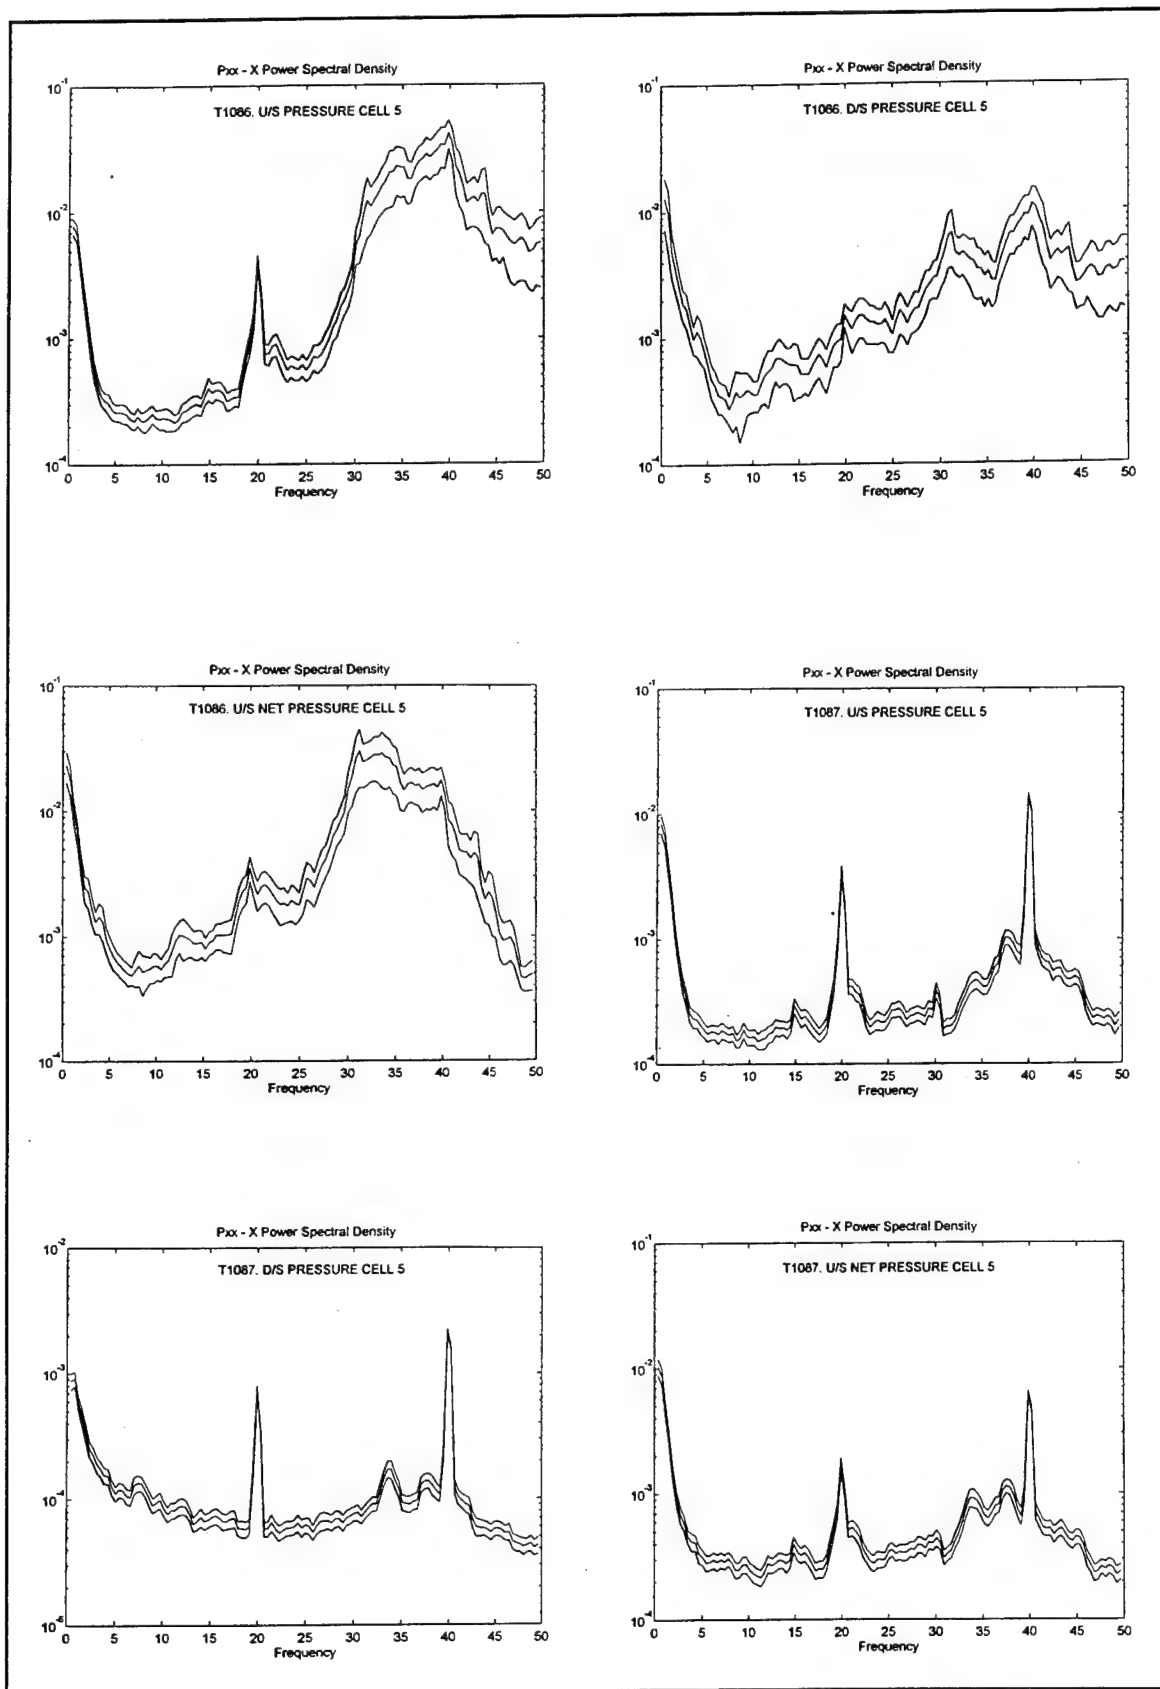 Pxx - X Power Spectral Density
T1086. U/S PRESSURE CELL 5
10^-1
10^-2
10^-3
10^-4
0 5 10 15 20 25 30 35 40 45 50
Frequency
Pxx - X Power Spectral Density
T1086. D/S PRESSURE CELL 5
10^-1
10^-2
10^-3
10^-4
0 5 10 15 20 25 30 35 40 45 50
Frequency
Pxx - X Power Spectral Density
T1086. U/S NET PRESSURE CELL 5
10^-1
10^-2
10^-3
10^-4
0 5 10 15 20 25 30 35 40 45 50
Frequency
Pxx - X Power Spectral Density
T1087. U/S PRESSURE CELL 5
10^-1
10^-2
10^-3
10^-4
0 5 10 15 20 25 30 35 40 45 50
Frequency
Pxx - X Power Spectral Density
T1087. D/S PRESSURE CELL 5
10^-2
10^-3
10^-4
10^-5
0 5 10 15 20 25 30 35 40 45 50
Frequency
Pxx - X Power Spectral Density
T1087. U/S NET PRESSURE CELL 5
10^-1
10^-2
10^-3
10^-4
0 5 10 15 20 25 30 35 40 45 50
Frequency